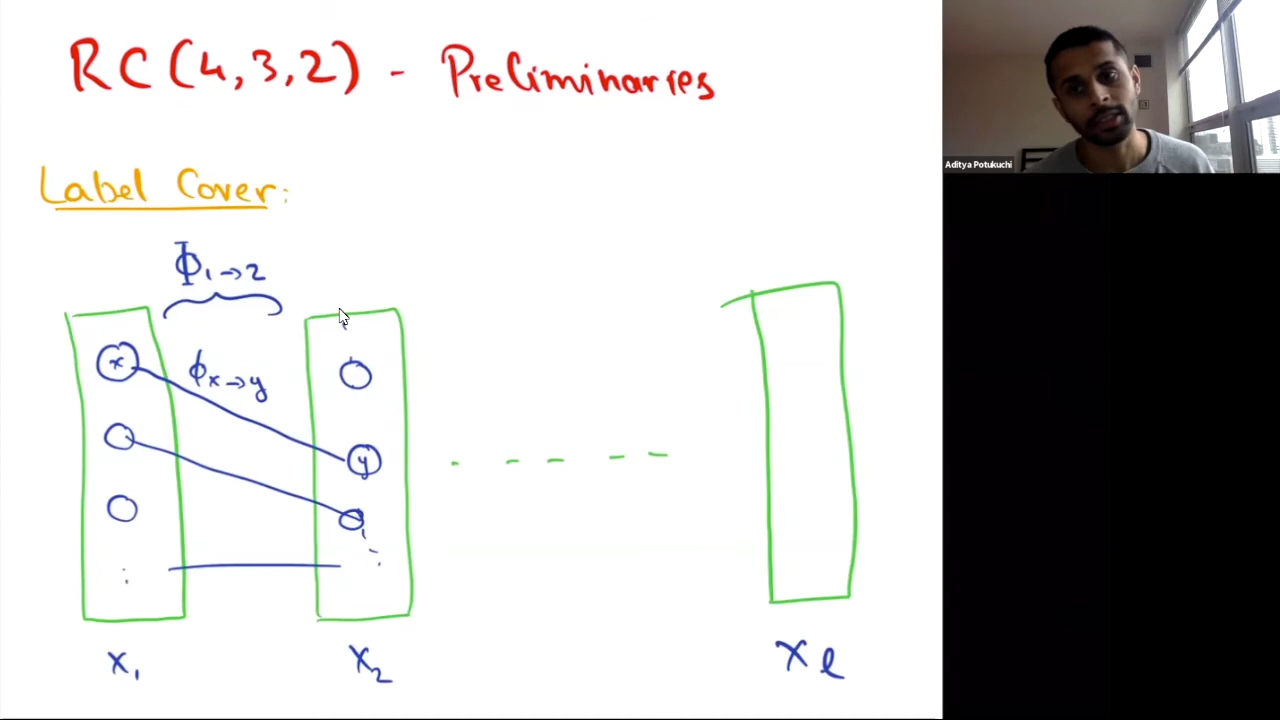 RC(4,3,2) - Preliminaries
Aditya Potukuchi
Label Cover:
Φ₁→₂
x
ϕx→y
y
X₁
X₂
Xℓ